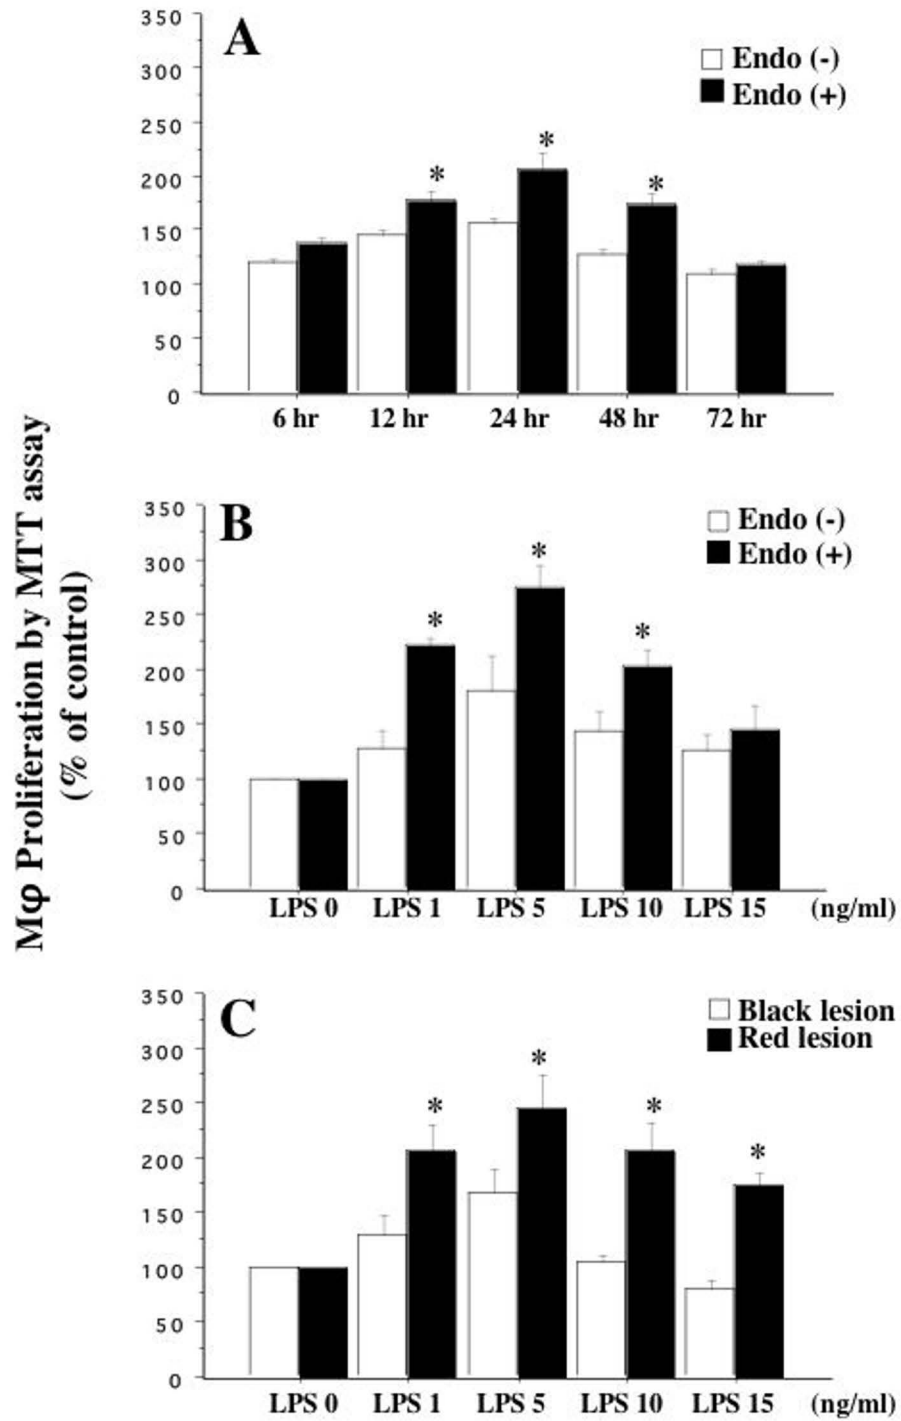 Mφ Proliferation by MTT assay
(% of control)
A
Endo (-)
Endo (+)
350
300
250
200
150
100
50
0
*
*
*
6 hr 12 hr 24 hr 48 hr 72 hr
B
Endo (-)
Endo (+)
350
300
250
200
150
100
50
0
*
*
*
LPS 0 LPS 1 LPS 5 LPS 10 LPS 15 (ng/ml)
C
Black lesion
Red lesion
350
300
250
200
150
100
50
0
*
*
*
*
LPS 0 LPS 1 LPS 5 LPS 10 LPS 15 (ng/ml)